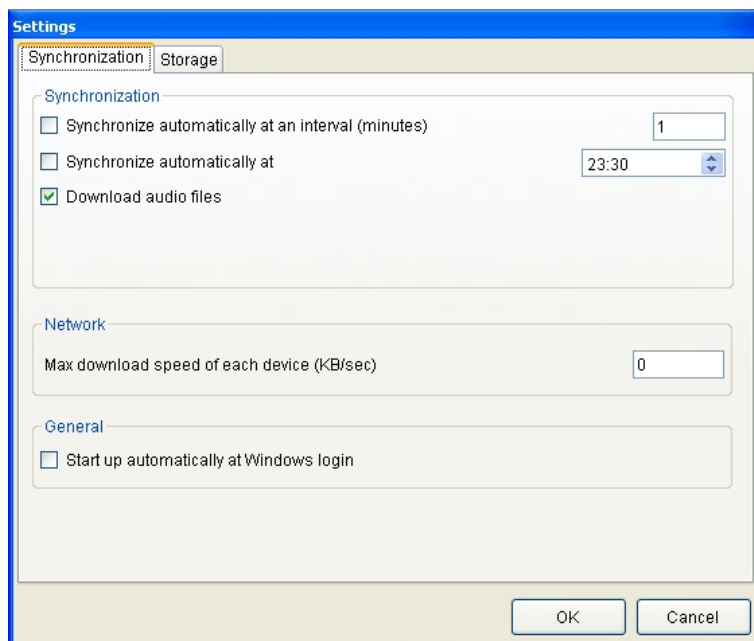 Settings
Synchronization Storage
Synchronization
Synchronize automatically at an interval (minutes) 1
Synchronize automatically at 23:30
Download audio files
Network
Max download speed of each device (KB/sec) 0
General
Start up automatically at Windows login
OK Cancel